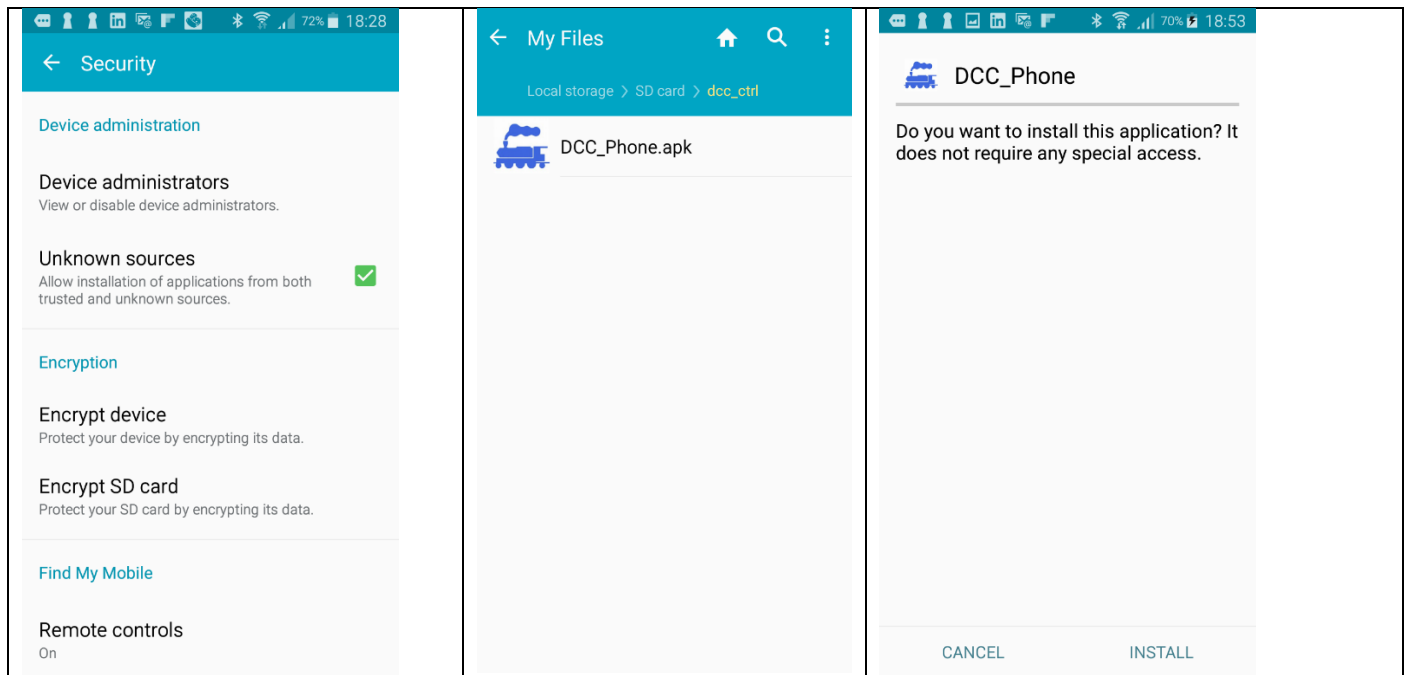 72% 18:28
Security
Device administration
Device administrators
View or disable device administrators.
Unknown sources
Allow installation of applications from both
trusted and unknown sources.
Encryption
Encrypt device
Protect your device by encrypting its data.
Encrypt SD card
Protect your SD card by encrypting its data.
Find My Mobile
Remote controls
On
My Files
Local storage > SD card > dcc_ctrl
DCC_Phone.apk
70% 18:53
DCC_Phone
Do you want to install this application? It
does not require any special access.
CANCEL INSTALL